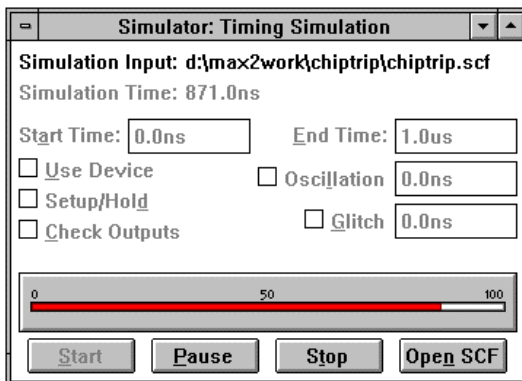 Simulator: Timing Simulation
Simulation Input: d:\max2work\chiptrip\chiptrip.scf
Simulation Time: 871.0ns
Start Time: 0.0ns End Time: 1.0us
Use Device
Oscillation 0.0ns
Setup/Hold
Glitch 0.0ns
Check Outputs
0 50 100
Start Pause Stop Open SCF